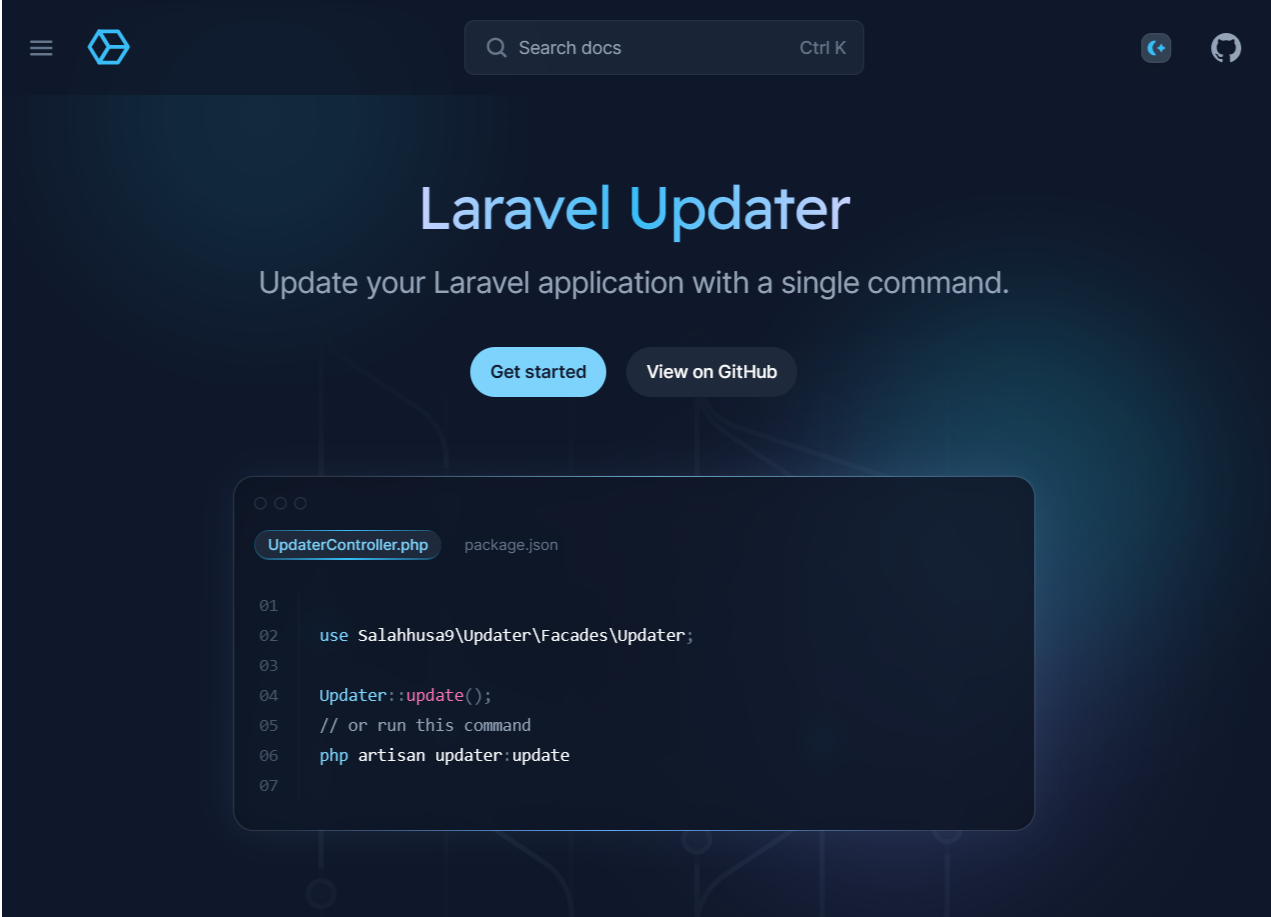 Search docs Ctrl K
Laravel Updater
Update your Laravel application with a single command.
Get started View on GitHub
UpdaterController.php package.json
01
02 use Salahhusa9\Updater\Facades\Updater;
03
04 Updater::update();
05 // or run this command
06 php artisan updater:update
07